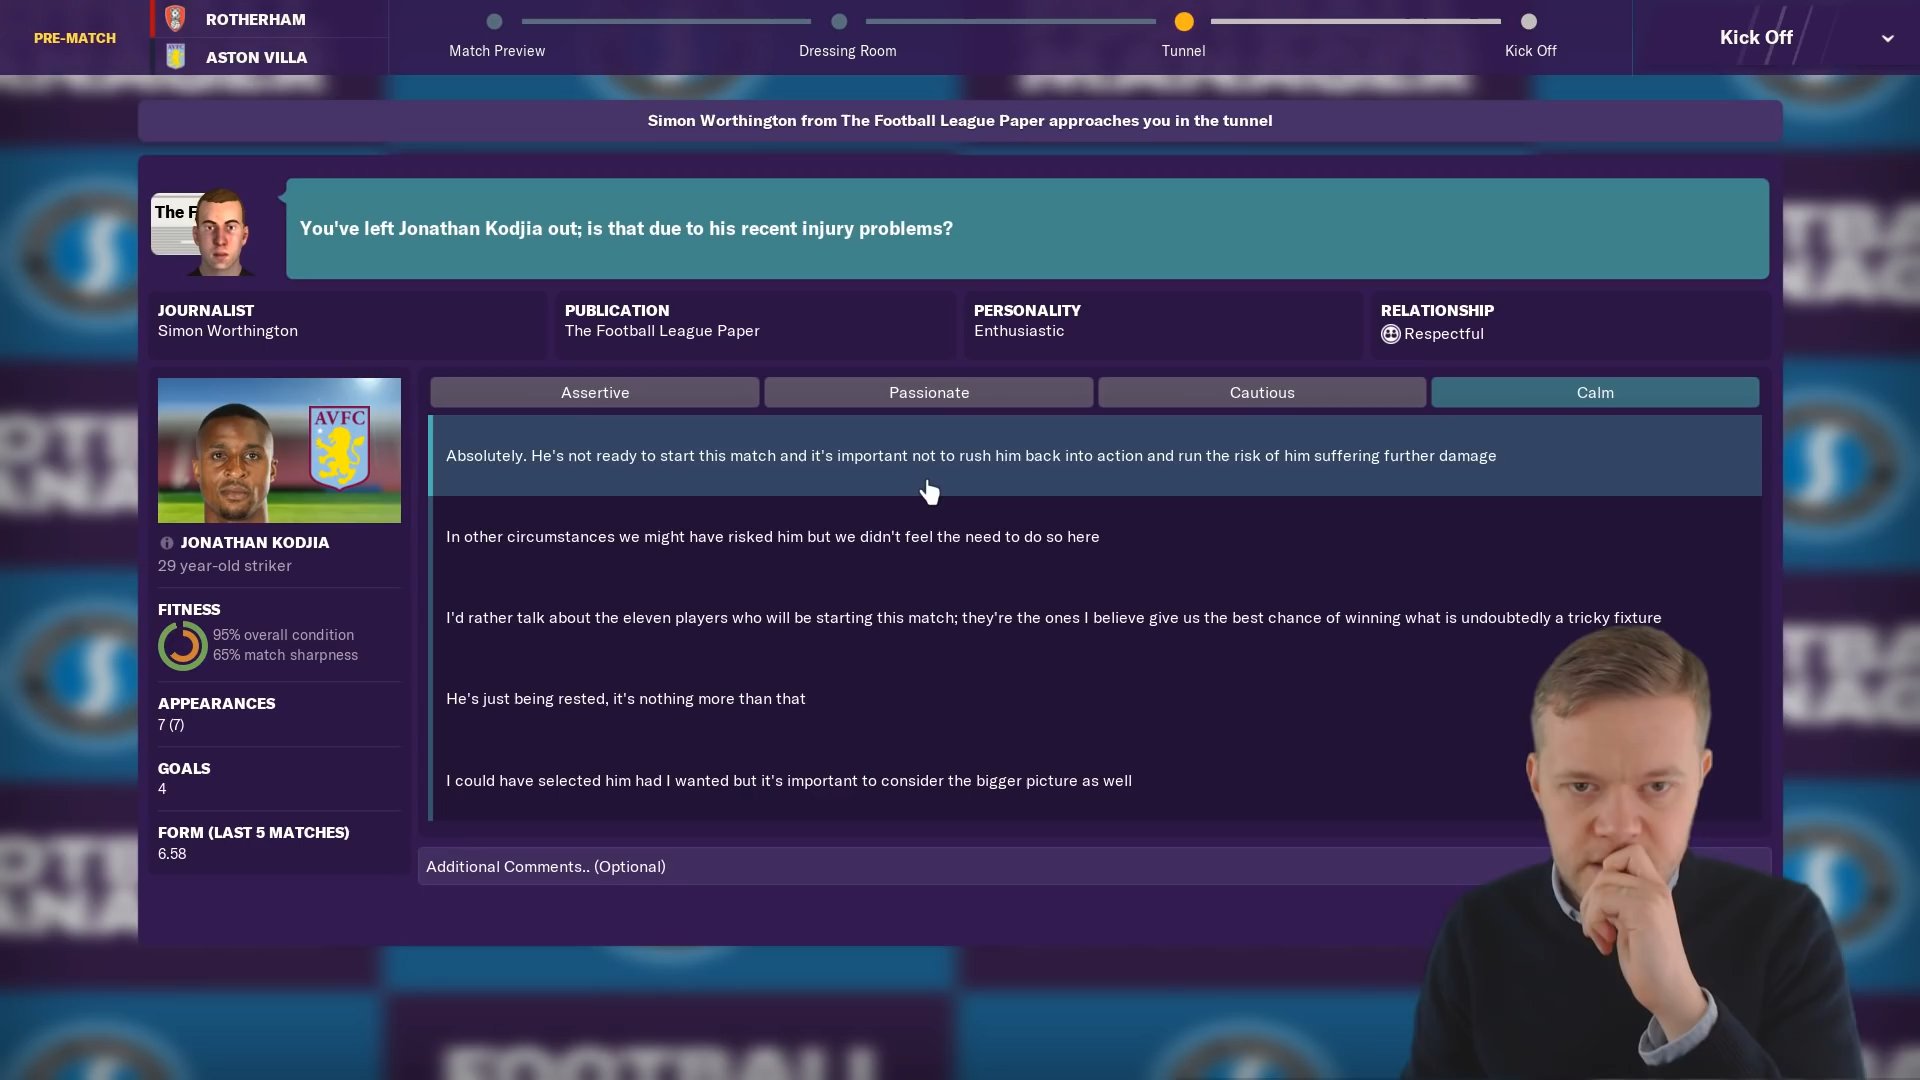 PRE-MATCH
ROTHERHAM
ASTON VILLA
Match Preview
Dressing Room
Tunnel
Kick Off
Kick Off
Simon Worthington from The Football League Paper approaches you in the tunnel
The F
You've left Jonathan Kodjia out; is that due to his recent injury problems?
JOURNALIST
Simon Worthington
PUBLICATION
The Football League Paper
PERSONALITY
Enthusiastic
RELATIONSHIP
Respectful
AVFC
Assertive
Passionate
Cautious
Calm
Absolutely. He's not ready to start this match and it's important not to rush him back into action and run the risk of him suffering further damage
In other circumstances we might have risked him but we didn't feel the need to do so here
I'd rather talk about the eleven players who will be starting this match; they're the ones I believe give us the best chance of winning what is undoubtedly a tricky fixture
He's just being rested, it's nothing more than that
I could have selected him had I wanted but it's important to consider the bigger picture as well
JONATHAN KODJIA
29 year-old striker
FITNESS
95% overall condition
65% match sharpness
APPEARANCES
7 (7)
GOALS
4
FORM (LAST 5 MATCHES)
6.58
Additional Comments.. (Optional)
FOOTBALL